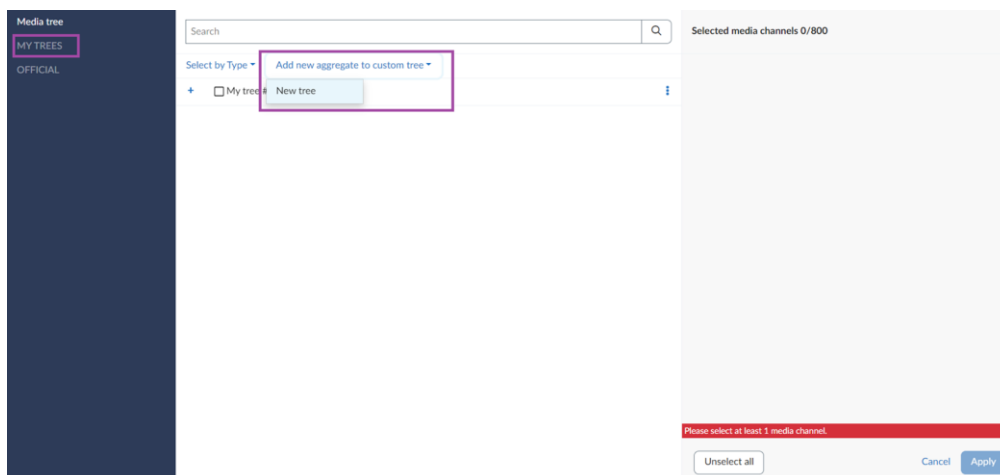 Media tree
MY TREES
OFFICIAL
Search
Select by Type
Add new aggregate to custom tree
+ My tree #
New tree
Selected media channels 0/800
Please select at least 1 media channel.
Unselect all
Cancel
Apply